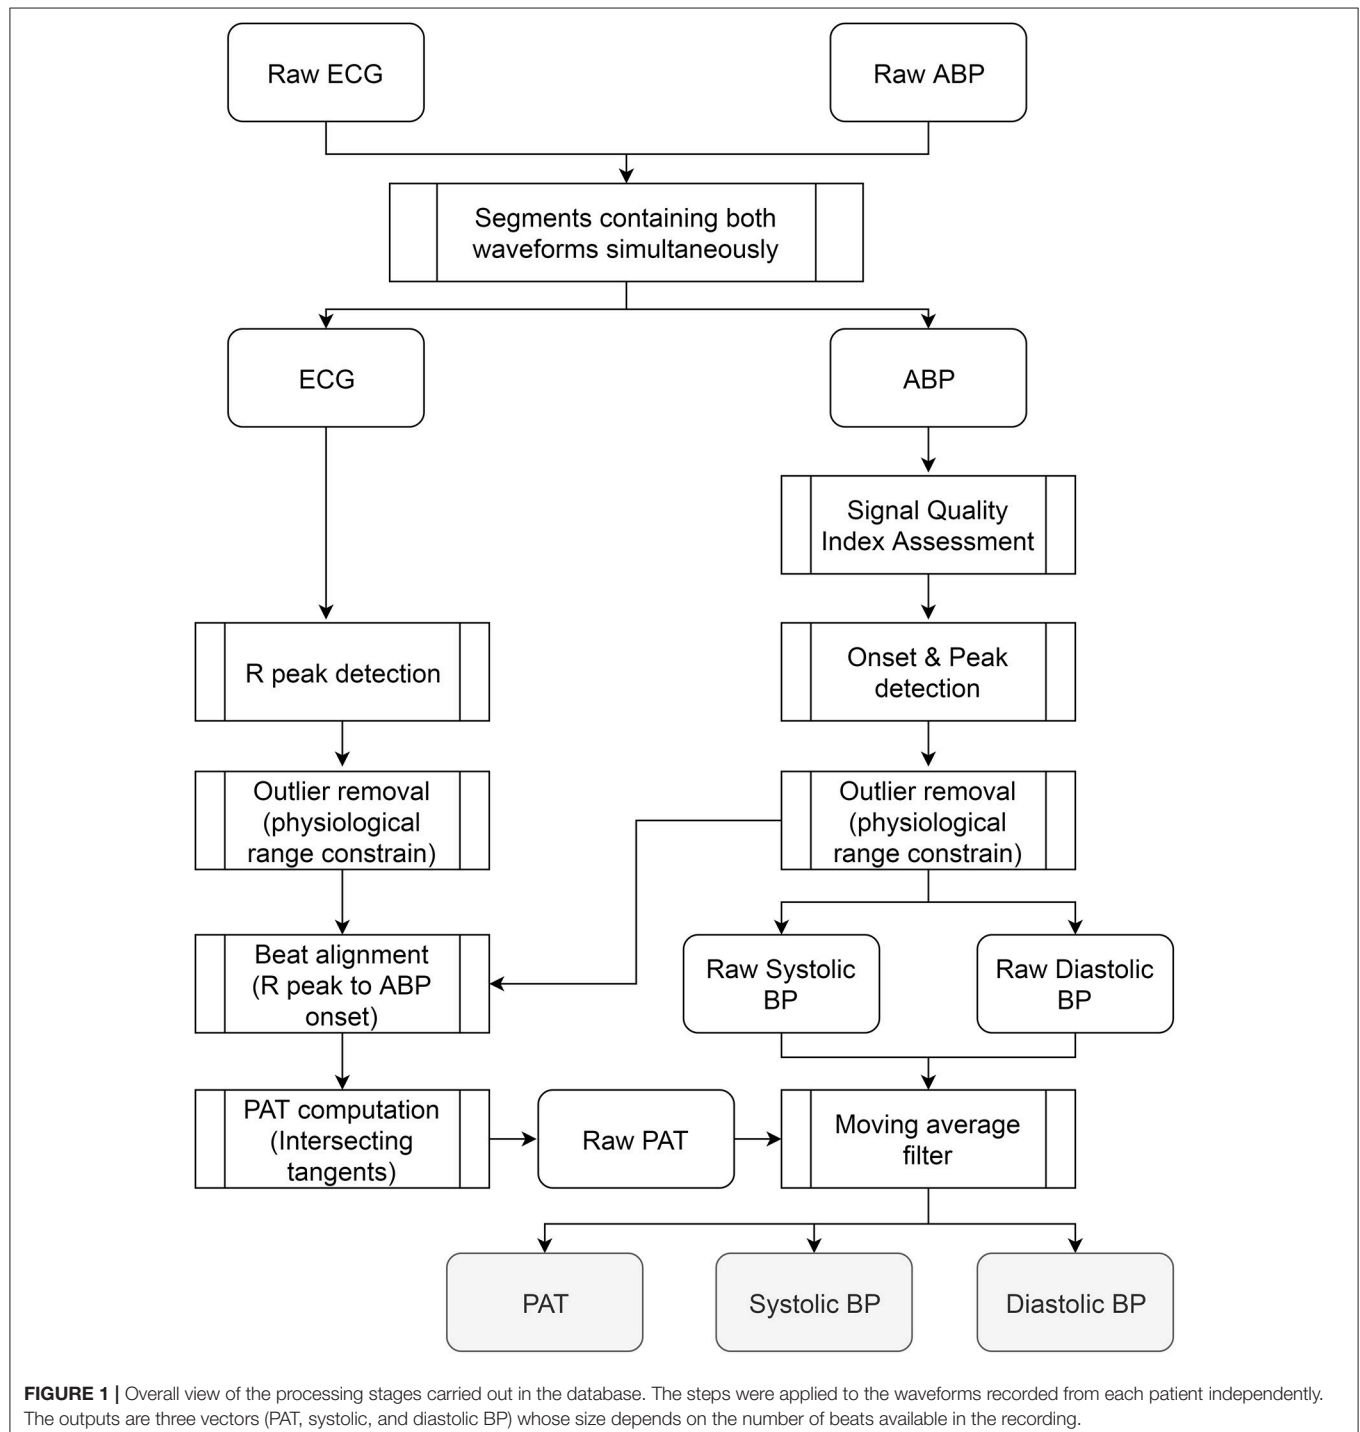 Raw ECG
Raw ABP
Segments containing both
waveforms simultaneously
ECG
ABP
Signal Quality
Index Assessment
R peak detection
Onset & Peak
detection
Outlier removal
(physiological
range constrain)
Outlier removal
(physiological
range constrain)
Beat alignment
(R peak to ABP
onset)
Raw Systolic
BP
Raw Diastolic
BP
PAT computation
(Intersecting
tangents)
Raw PAT
Moving average
filter
PAT
Systolic BP
Diastolic BP
FIGURE 1 | Overall view of the processing stages carried out in the database. The steps were applied to the waveforms recorded from each patient independently.
The outputs are three vectors (PAT, systolic, and diastolic BP) whose size depends on the number of beats available in the recording.